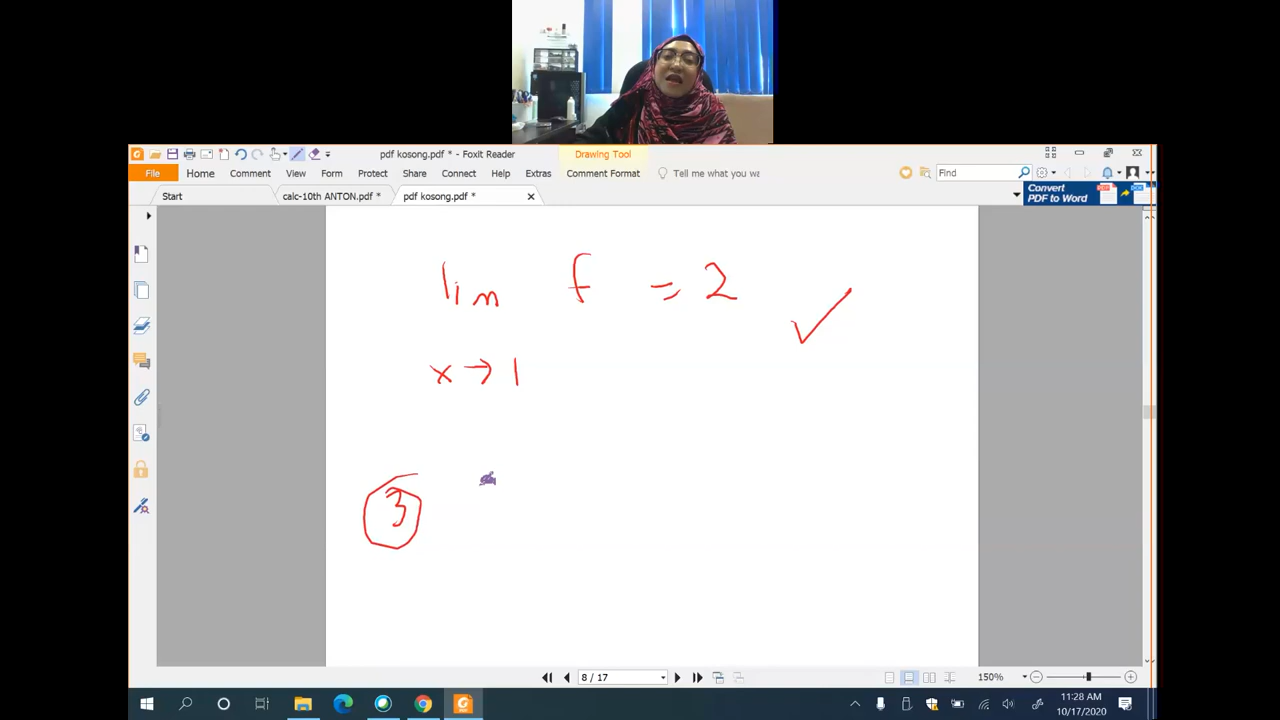 pdf kosong.pdf * - Foxit Reader
Drawing Tool
File Home Comment View Form Protect Share Connect Help Extras Comment Format Tell me what you wa Find
Start calc-10th ANTON.pdf * pdf kosong.pdf *
Convert
PDF to Word
lim f = 2 ✓
x → 1
3
8 / 17 150%
11:28 AM
10/17/2020